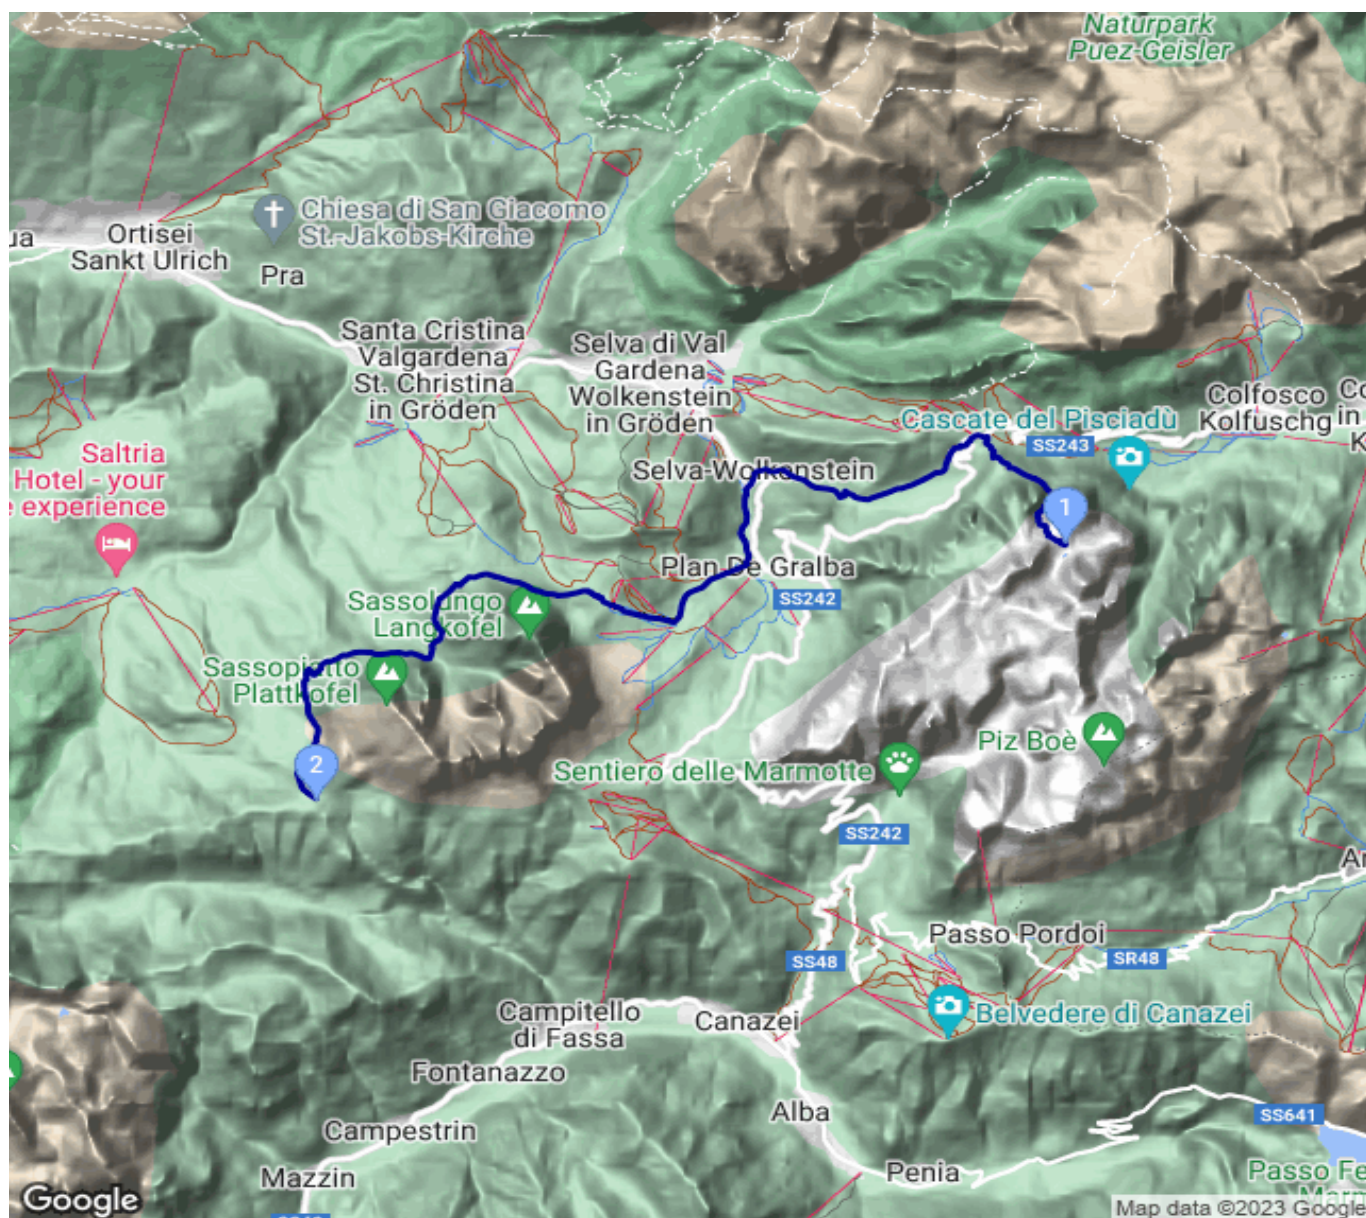 Naturpark
Puez-Geisler
Chiesa di San Giacomo
St.-Jakobs-Kirche
Ortisei
Sankt Ulrich
Pra
Santa Cristina
Valgardena
St. Christina
in Gröden
Selva di Val
Gardena
Wolkenstein
in Gröden
Colfosco
Kolfuschg
Cascate del Pisciadù
SS243
Saltria
Hotel - your
experience
Selva-Wolkenstein
1
Plan De Gralba
SS242
Sassolungo
Langkofel
Sassopiatto
Plattkofel
2
Piz Boè
Sentiero delle Marmotte
SS242
Passo Pordoi
SS48
SR48
Belvedere di Canazei
Campitello
di Fassa
Canazei
Fontanazzo
Alba
Campestrin
SS641
Mazzin
Penia
Passo Fe
Google
Map data ©2023 Google